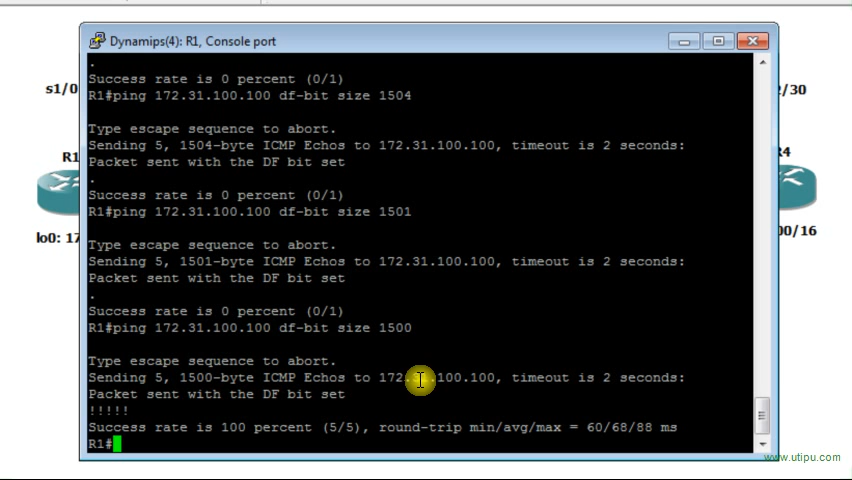 Dynamips(4): R1, Console port
.
Success rate is 0 percent (0/1)
R1#ping 172.31.100.100 df-bit size 1504
Type escape sequence to abort.
Sending 5, 1504-byte ICMP Echos to 172.31.100.100, timeout is 2 seconds:
Packet sent with the DF bit set
.
Success rate is 0 percent (0/1)
R1#ping 172.31.100.100 df-bit size 1501
Type escape sequence to abort.
Sending 5, 1501-byte ICMP Echos to 172.31.100.100, timeout is 2 seconds:
Packet sent with the DF bit set
.
Success rate is 0 percent (0/1)
R1#ping 172.31.100.100 df-bit size 1500
Type escape sequence to abort.
Sending 5, 1500-byte ICMP Echos to 172.31.100.100, timeout is 2 seconds:
Packet sent with the DF bit set
!!!!!
Success rate is 100 percent (5/5), round-trip min/avg/max = 60/68/88 ms
R1#
s1/0
R1
lo0: 17
/30
R4
00/16
www.utipu.com